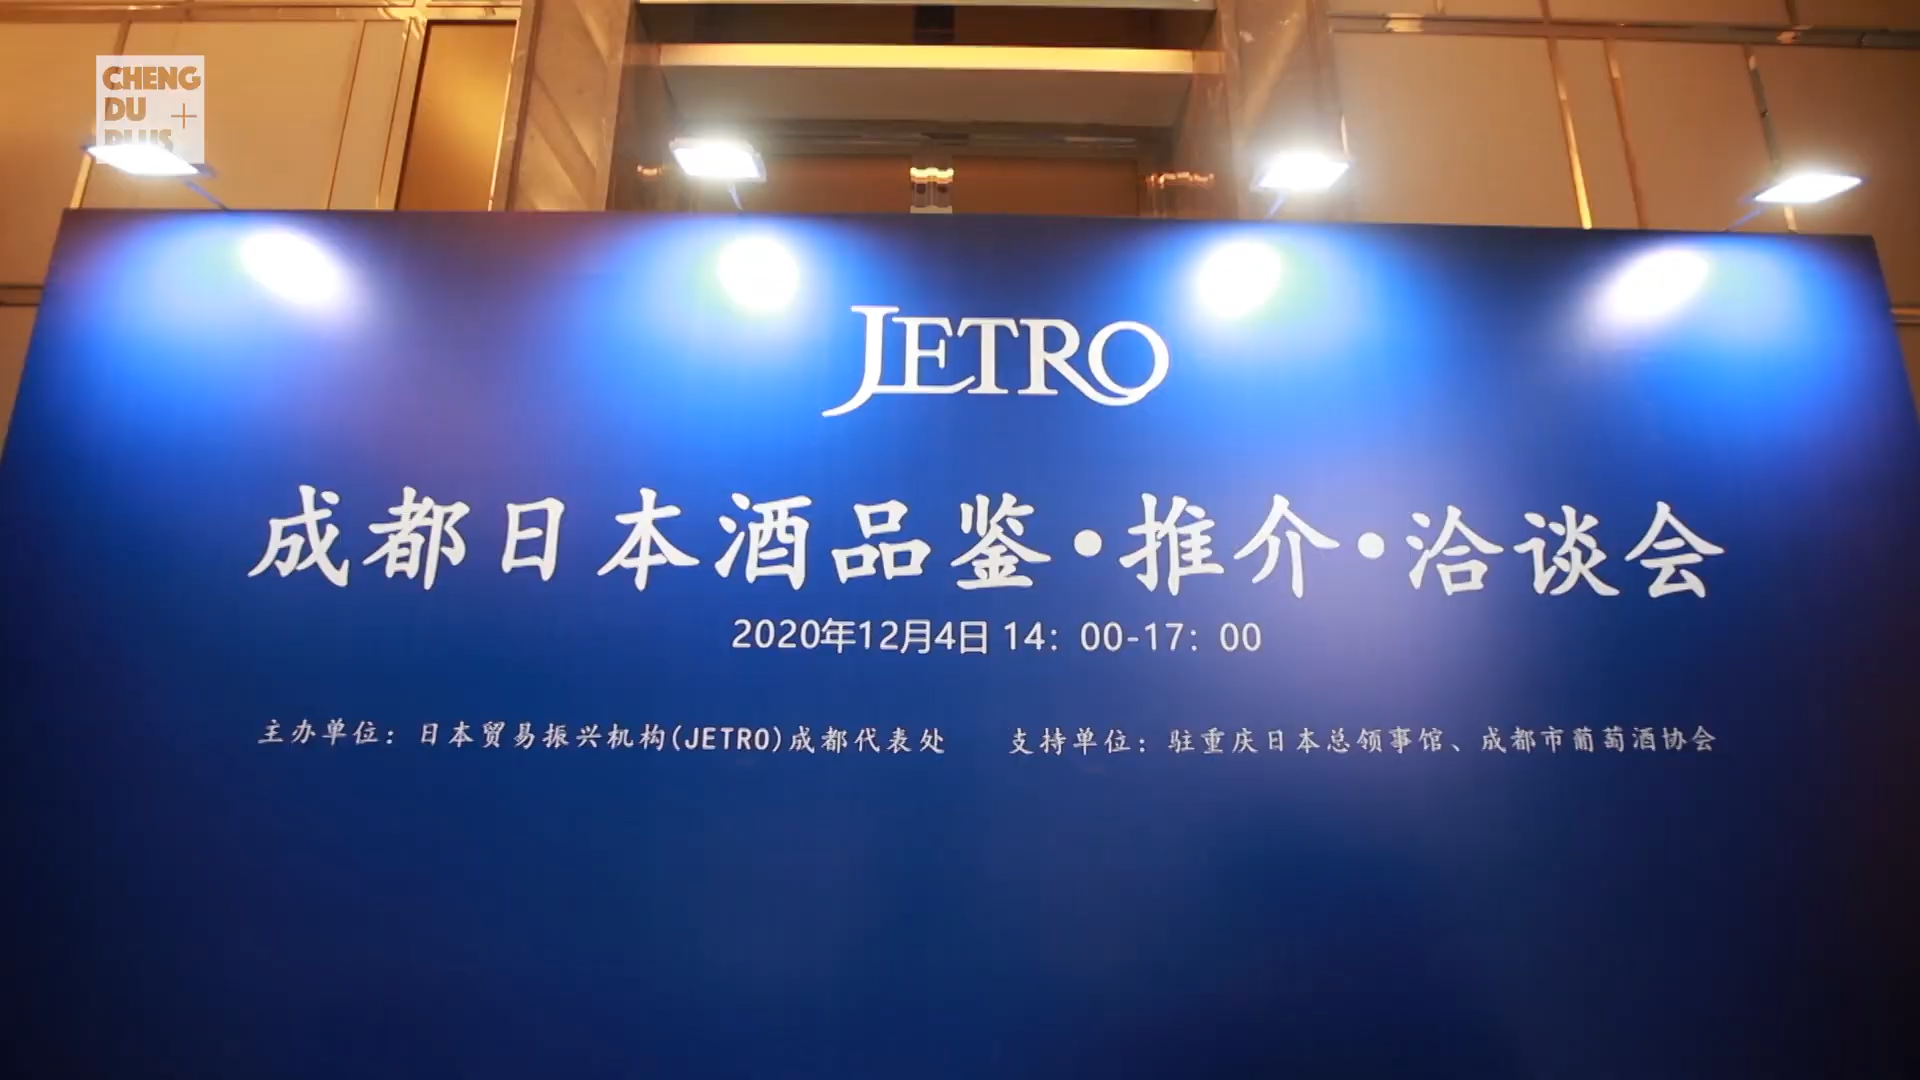 CHENG
DU
PLUS
JETRO
成都日本酒品鉴·推介·洽谈会
2020年12月4日 14：00-17：00
主办单位：日本贸易振兴机构(JETRO)成都代表处 支持单位：驻重庆日本总领事馆、成都市葡萄酒协会